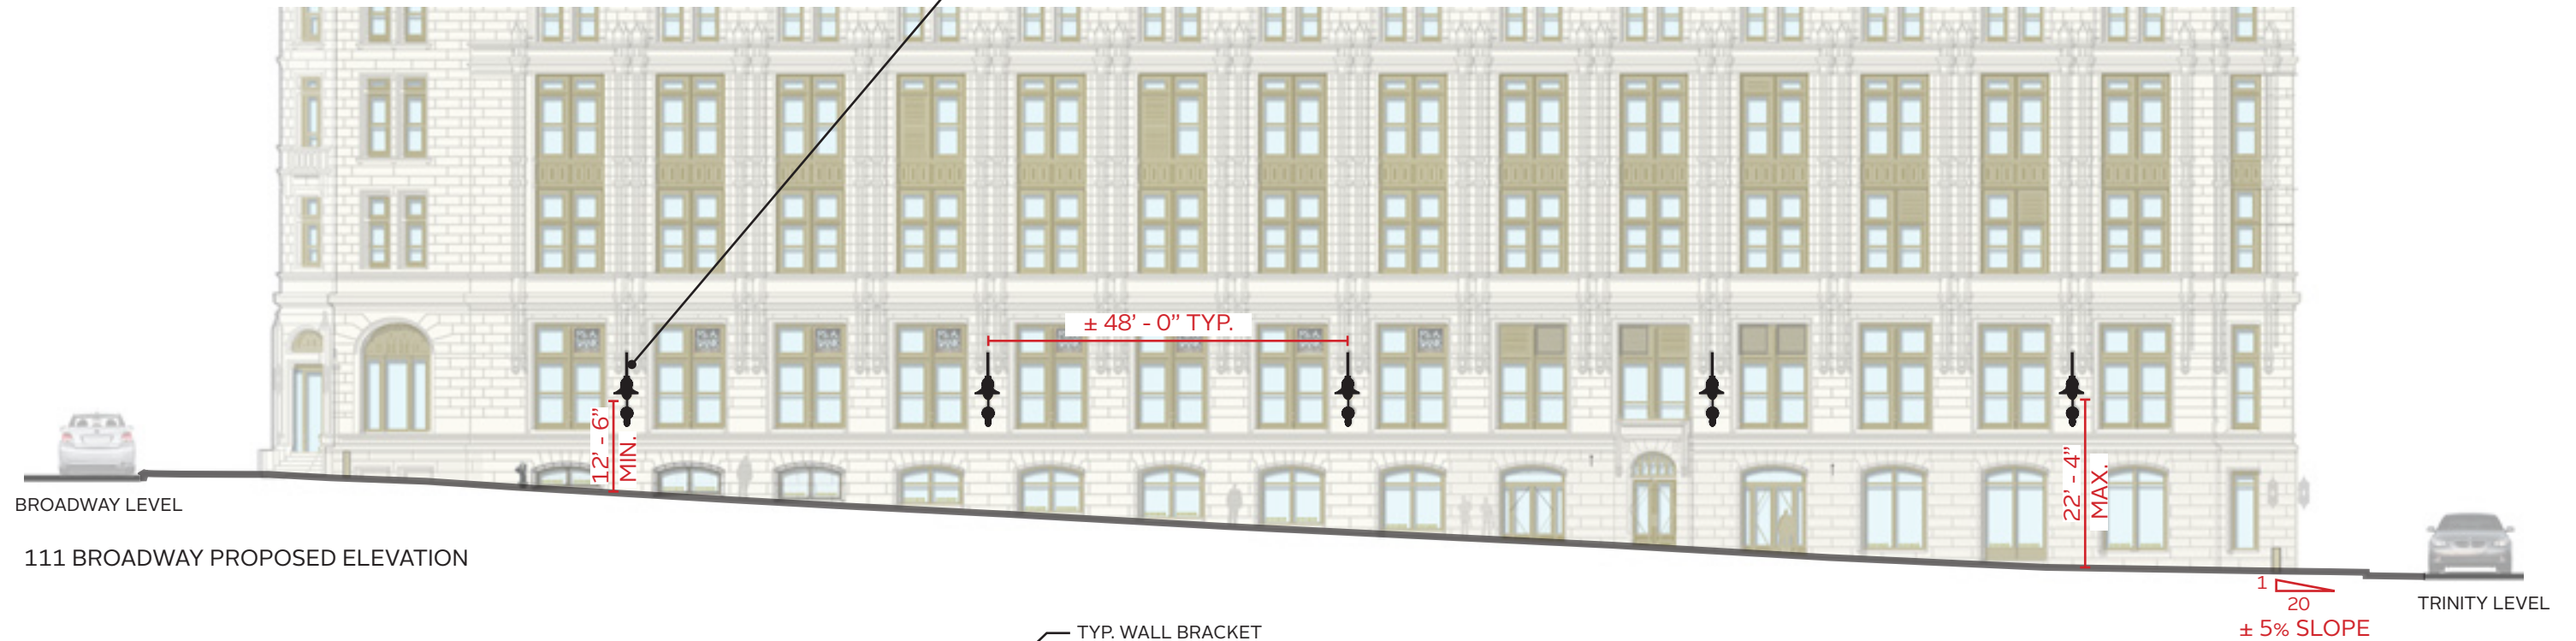 ± 48’ - 0” TYP.
12’ - 6”
MIN.
22’ - 4”
MAX.
BROADWAY LEVEL
111 BROADWAY PROPOSED ELEVATION
1
20
± 5% SLOPE
TRINITY LEVEL
TYP. WALL BRACKET